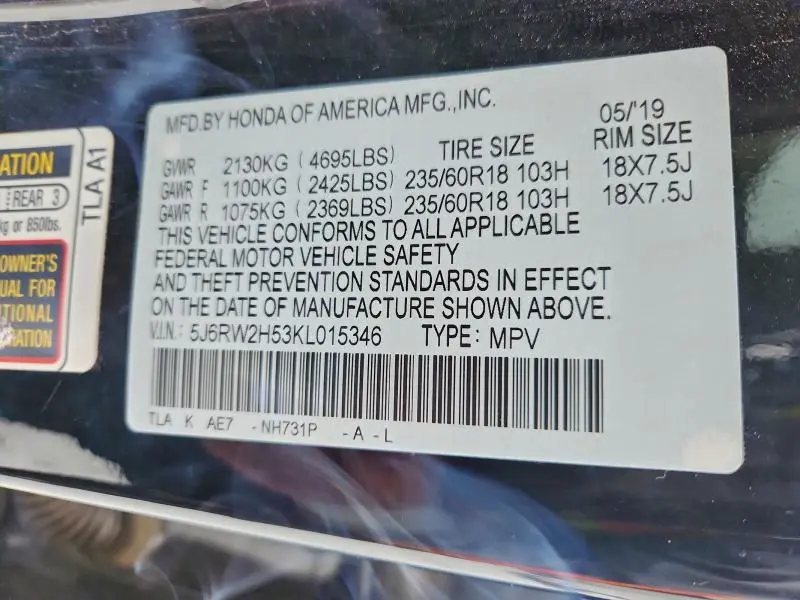 MFD.BY HONDA OF AMERICA MFG.,INC. 05/'19
GVWR 2130KG (4695LBS) TIRE SIZE RIM SIZE
GAWR F 1100KG (2425LBS) 235/60R18 103H 18X7.5J
GAWR R 1075KG (2369LBS) 235/60R18 103H 18X7.5J
THIS VEHICLE CONFORMS TO ALL APPLICABLE
FEDERAL MOTOR VEHICLE SAFETY
AND THEFT PREVENTION STANDARDS IN EFFECT
ON THE DATE OF MANUFACTURE SHOWN ABOVE.
V.I.N.: 5J6RW2H53KL015346 TYPE: MPV
TLA K AE7 - NH731P - A - L
ATION
REAR 3
kg or 850lbs.
TLA A1
OWNER'S
UAL FOR
ITIONAL
ATION